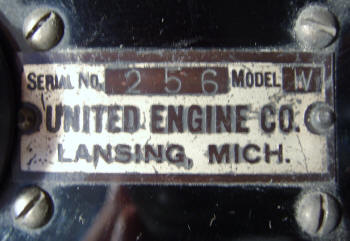 SERIAL NO. 256 MODEL W
UNITED ENGINE CO.
LANSING, MICH.